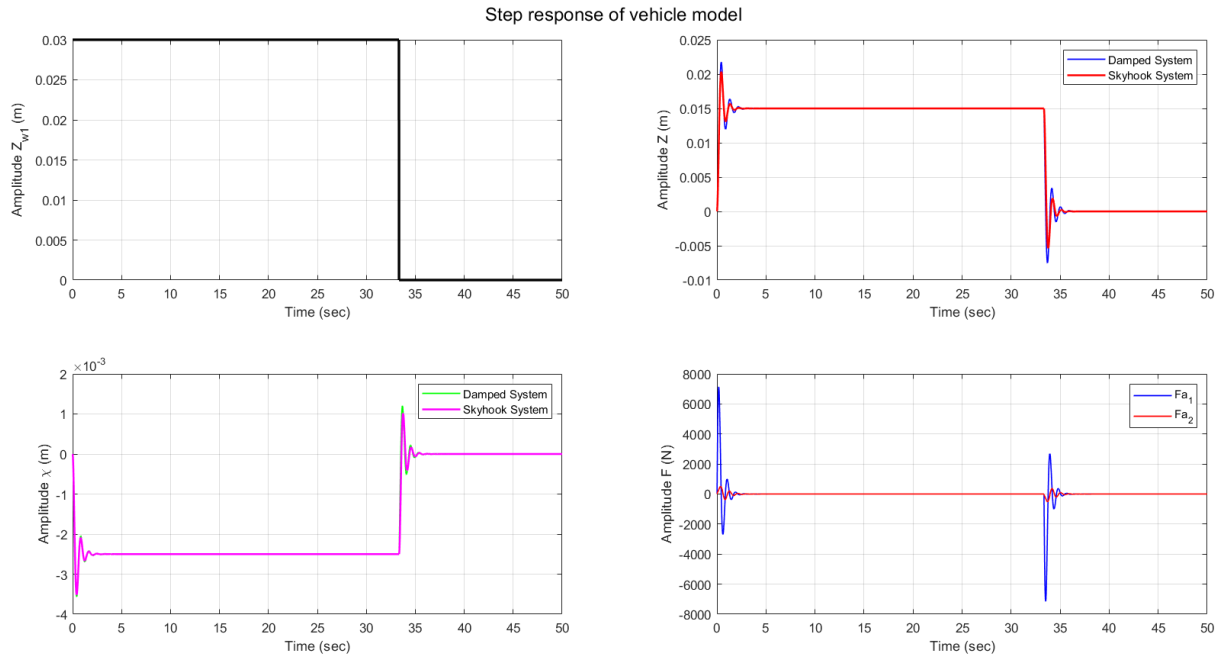 Step response of vehicle model
0.03
0.025
0.02
0.015
0.01
0.005
0
Amplitude Z_w1 (m)
0 5 10 15 20 25 30 35 40 45 50
Time (sec)
0.025
0.02
0.015
0.01
0.005
0
-0.005
-0.01
Amplitude Z (m)
Damped System
Skyhook System
0 5 10 15 20 25 30 35 40 45 50
Time (sec)
×10^-3
2
1
0
-1
-2
-3
-4
Amplitude χ (m)
Damped System
Skyhook System
0 5 10 15 20 25 30 35 40 45 50
Time (sec)
8000
6000
4000
2000
0
-2000
-4000
-6000
-8000
Amplitude F (N)
Fa_1
Fa_2
0 5 10 15 20 25 30 35 40 45 50
Time (sec)